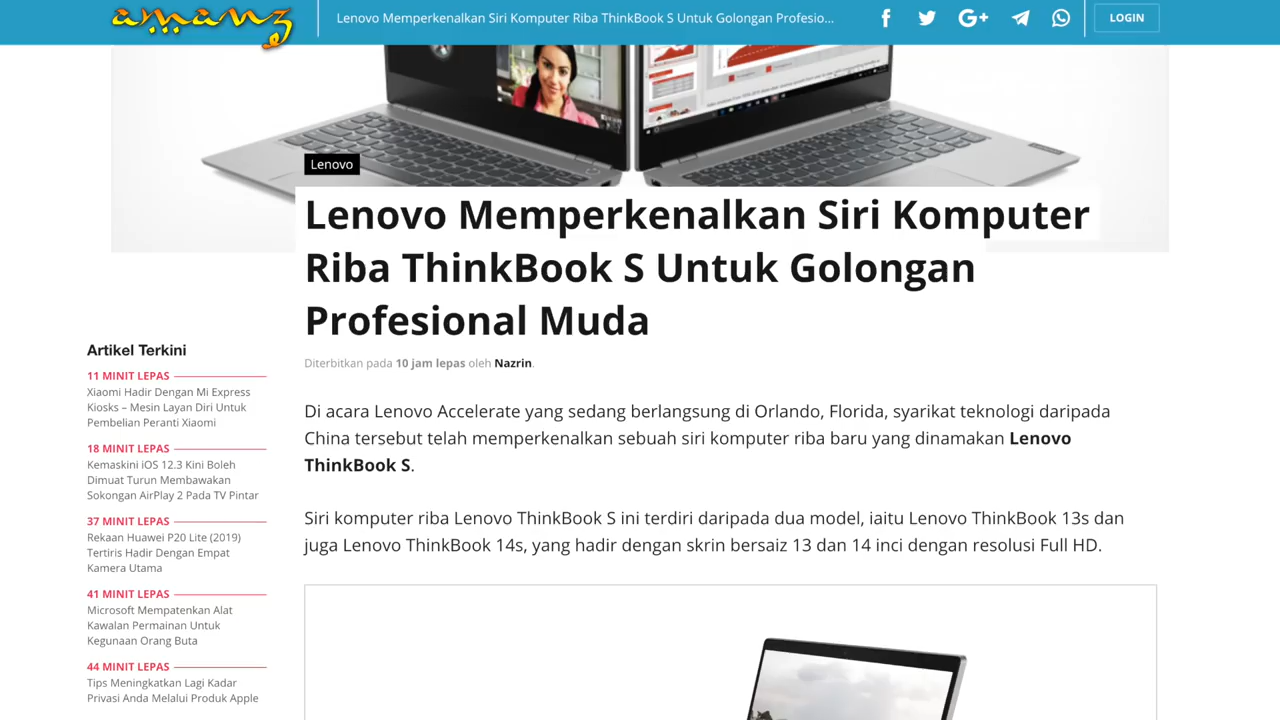 amanz
Lenovo Memperkenalkan Siri Komputer Riba ThinkBook S Untuk Golongan Profesio...
LOGIN
Lenovo
Lenovo Memperkenalkan Siri Komputer
Riba ThinkBook S Untuk Golongan
Profesional Muda
Diterbitkan pada 10 jam lepas oleh Nazrin.
Artikel Terkini
11 MINIT LEPAS
Xiaomi Hadir Dengan Mi Express
Kiosks – Mesin Layan Diri Untuk
Pembelian Peranti Xiaomi
18 MINIT LEPAS
Kemaskini iOS 12.3 Kini Boleh
Dimuat Turun Membawakan
Sokongan AirPlay 2 Pada TV Pintar
37 MINIT LEPAS
Rekaan Huawei P20 Lite (2019)
Tertiris Hadir Dengan Empat
Kamera Utama
41 MINIT LEPAS
Microsoft Mempatenkan Alat
Kawalan Permainan Untuk
Kegunaan Orang Buta
44 MINIT LEPAS
Tips Meningkatkan Lagi Kadar
Privasi Anda Melalui Produk Apple
Di acara Lenovo Accelerate yang sedang berlangsung di Orlando, Florida, syarikat teknologi daripada
China tersebut telah memperkenalkan sebuah siri komputer riba baru yang dinamakan Lenovo
ThinkBook S.
Siri komputer riba Lenovo ThinkBook S ini terdiri daripada dua model, iaitu Lenovo ThinkBook 13s dan
juga Lenovo ThinkBook 14s, yang hadir dengan skrin bersaiz 13 dan 14 inci dengan resolusi Full HD.